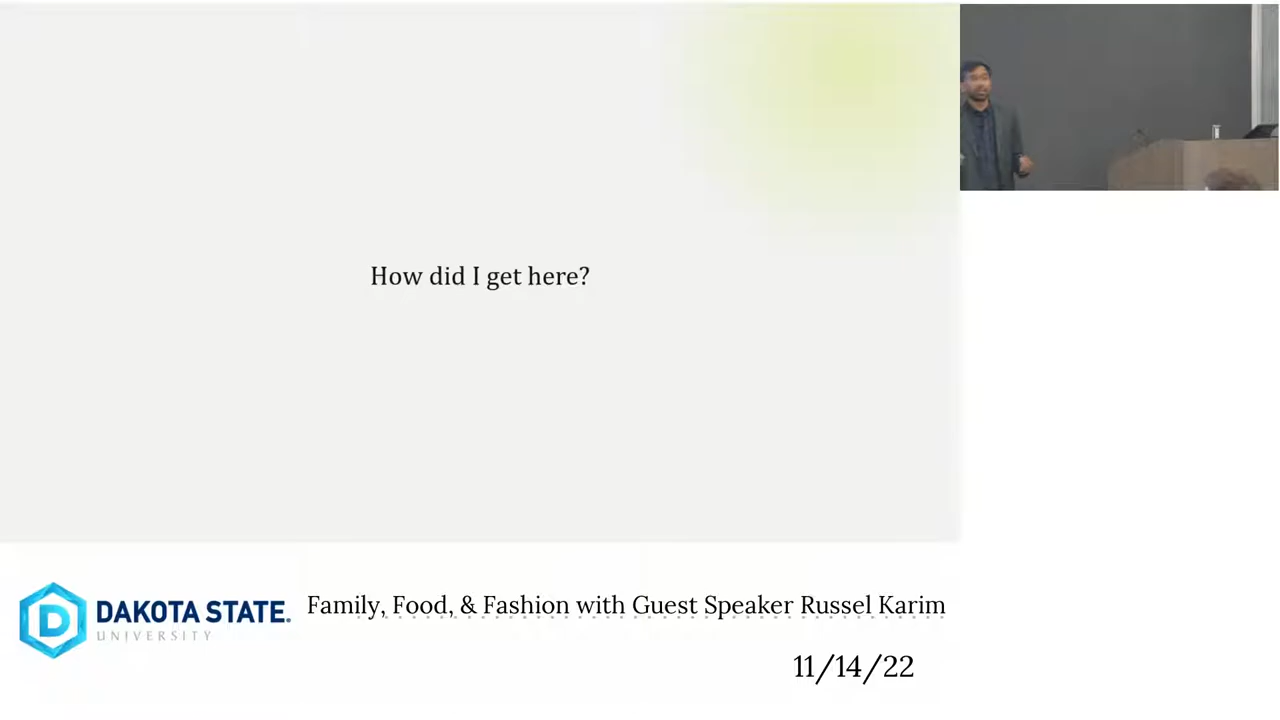 How did I get here?
DAKOTA STATE.
UNIVERSITY
Family, Food, & Fashion with Guest Speaker Russel Karim
11/14/22